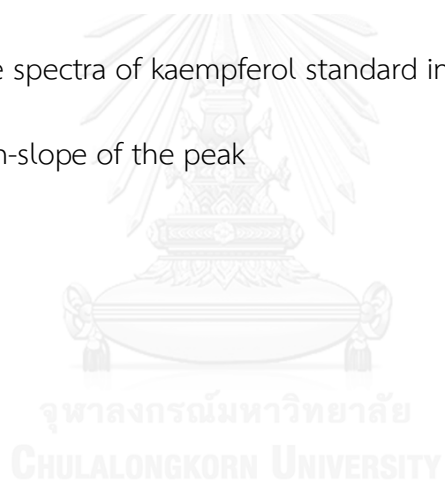 e spectra of kaempferol standard in
n-slope of the peak
จุฬาลงกรณ์มหาวิทยาลัย
CHULALONGKORN UNIVERSITY